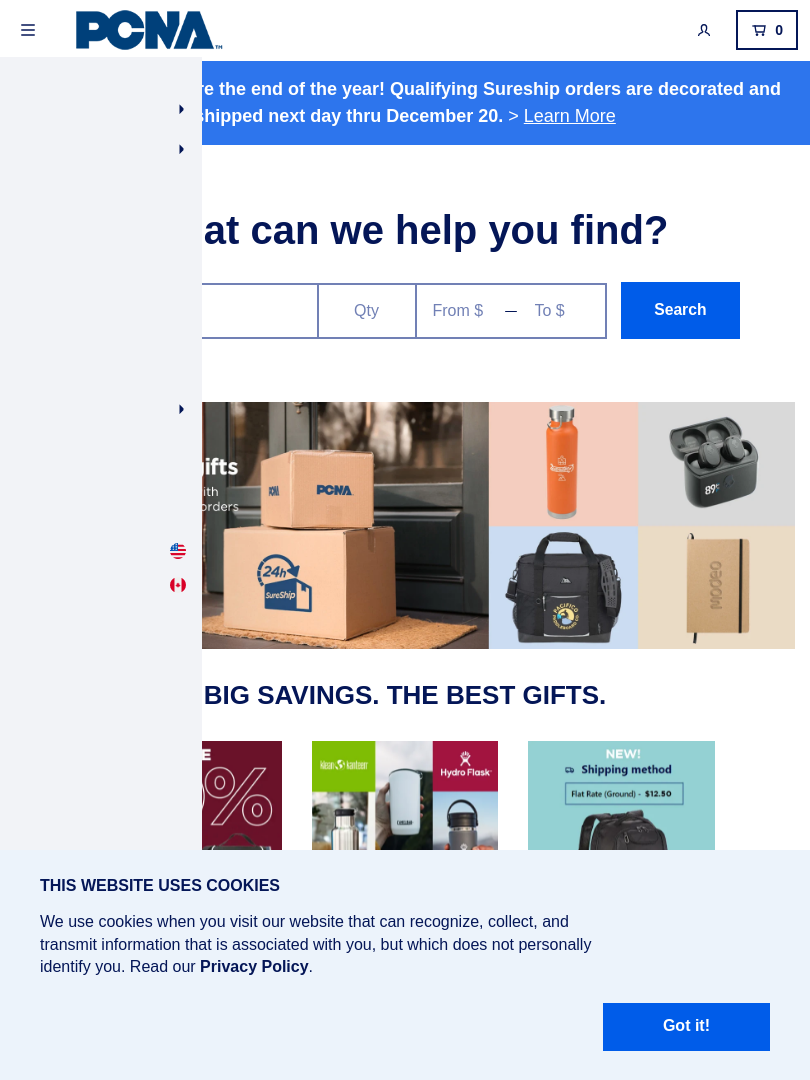 PCNA™
0
re the end of the year! Qualifying Sureship orders are decorated and
shipped next day thru December 20. > Learn More
at can we help you find?
Qty
From $
—
To $
Search
gifts
ith
orders
PCNA
PCNA
24h
SureShip
89%
PACIFICO
MODEO
BIG SAVINGS. THE BEST GIFTS.
E
0%
klean kanteen
Hydro Flask
CAMELBAK
NEW!
Shipping method
Flat Rate (Ground) - $12.50
THIS WEBSITE USES COOKIES
We use cookies when you visit our website that can recognize, collect, and
transmit information that is associated with you, but which does not personally
identify you. Read our Privacy Policy.
Got it!